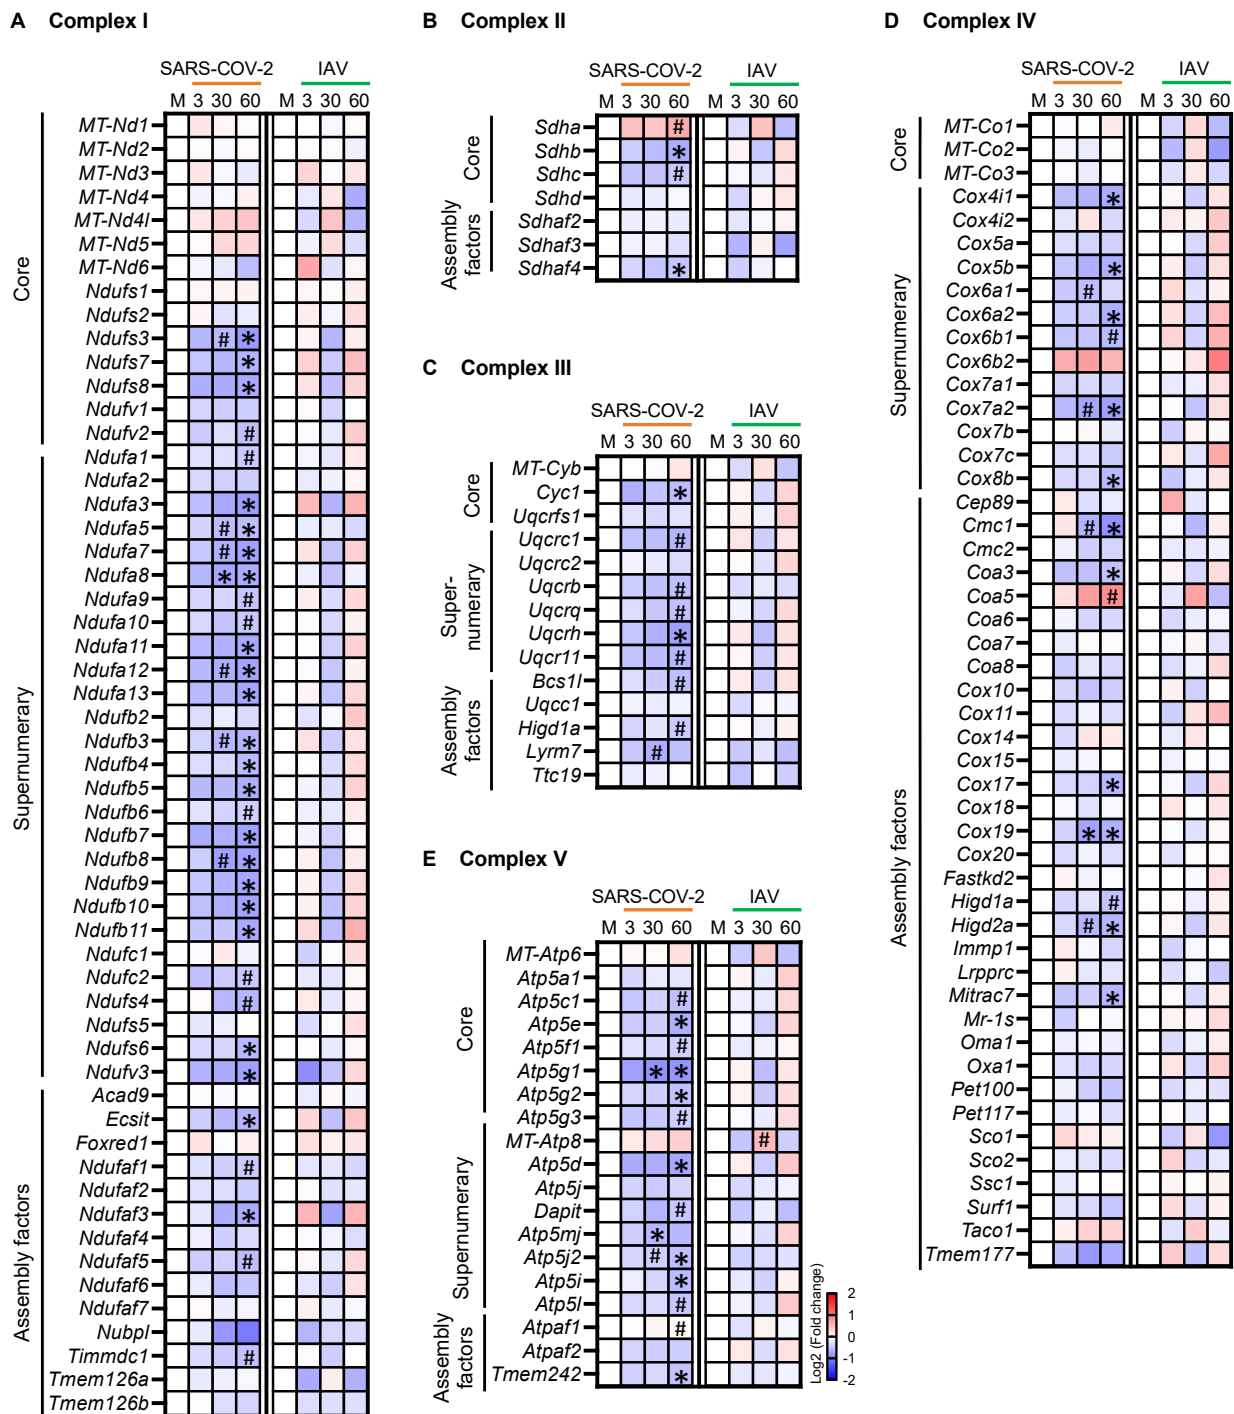 A Complex I
SARS-COV-2 IAV
M 3 30 60 M 3 30 60
Core
MT-Nd1
MT-Nd2
MT-Nd3
MT-Nd4
MT-Nd4l
MT-Nd5
MT-Nd6
Ndufs1
Ndufs2
Ndufs3 # *
Ndufs7 *
Ndufs8 *
Ndufv1
Ndufv2 #
Supernumerary
Ndufa1 #
Ndufa2
Ndufa3 *
Ndufa5 # *
Ndufa7 # *
Ndufa8 * *
Ndufa9 #
Ndufa10 #
Ndufa11 *
Ndufa12 # *
Ndufa13 *
Ndufb2
Ndufb3 # *
Ndufb4 *
Ndufb5 *
Ndufb6 #
Ndufb7 *
Ndufb8 # *
Ndufb9 *
Ndufb10 *
Ndufb11 *
Ndufc1
Ndufc2 #
Ndufs4 #
Ndufs5
Ndufs6 *
Ndufv3 *
Assembly factors
Acad9
Ecsit *
Foxred1
Ndufaf1 #
Ndufaf2
Ndufaf3 *
Ndufaf4
Ndufaf5 #
Ndufaf6
Ndufaf7
Nubpl
Timmdc1 #
Tmem126a
Tmem126b
B Complex II
SARS-COV-2 IAV
M 3 30 60 M 3 30 60
Core
Sdha #
Sdhb *
Sdhc #
Sdhd
Assembly
factors
Sdhaf2
Sdhaf3
Sdhaf4 *
C Complex III
SARS-COV-2 IAV
M 3 30 60 M 3 30 60
Core
MT-Cyb
Cyc1 *
Uqcrfs1
Super-
numerary
Uqcrc1 #
Uqcrc2
Uqcrb #
Uqcrq #
Uqcrh *
Uqcr11 #
Assembly
factors
Bcs1l #
Uqcc1
Higd1a #
Lyrm7 #
Ttc19
E Complex V
SARS-COV-2 IAV
M 3 30 60 M 3 30 60
Core
MT-Atp6
Atp5a1
Atp5c1 #
Atp5e *
Atp5f1 #
Atp5g1 * *
Atp5g2 *
Atp5g3 #
Supernumerary
MT-Atp8 #
Atp5d *
Atp5j
Dapit #
Atp5mj *
Atp5j2 # *
Atp5i *
Atp5l #
Assembly
factors
Atpaf1 #
Atpaf2
Tmem242 *
Log2 (Fold change)
2
1
0
-1
-2
D Complex IV
SARS-COV-2 IAV
M 3 30 60 M 3 30 60
Core
MT-Co1
MT-Co2
MT-Co3
Supernumerary
Cox4i1 *
Cox4i2
Cox5a
Cox5b *
Cox6a1 #
Cox6a2 *
Cox6b1 #
Cox6b2
Cox7a1
Cox7a2 # *
Cox7b
Cox7c
Cox8b *
Assembly factors
Cep89
Cmc1 # *
Cmc2
Coa3 *
Coa5 #
Coa6
Coa7
Coa8
Cox10
Cox11
Cox14
Cox15
Cox17 *
Cox18
Cox19 * *
Cox20
Fastkd2
Higd1a #
Higd2a # *
Immp1
Lrpprc
Mitrac7 *
Mr-1s
Oma1
Oxa1
Pet100
Pet117
Sco1
Sco2
Ssc1
Surf1
Taco1
Tmem177